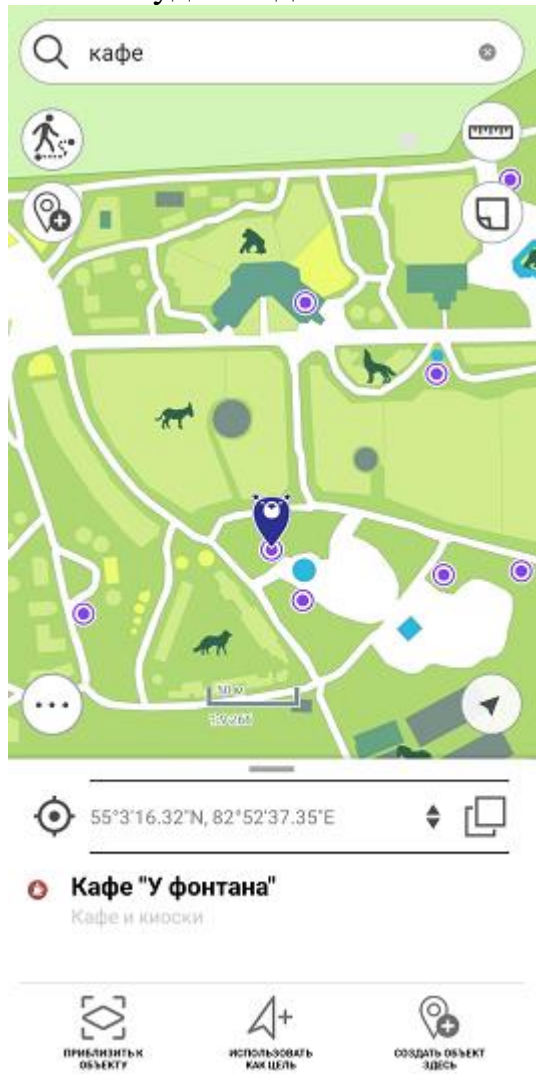 кафе
50 м
55°3'16.32"N, 82°52'37.35"E
Кафе "У фонтана"
Кафе и киоски
ПРИБЛИЗИТЬ К
ОБЪЕКТУ
ИСПОЛЬЗОВАТЬ
КАК ЦЕЛЬ
СОЗДАТЬ ОБЪЕКТ
ЗДЕСЬ